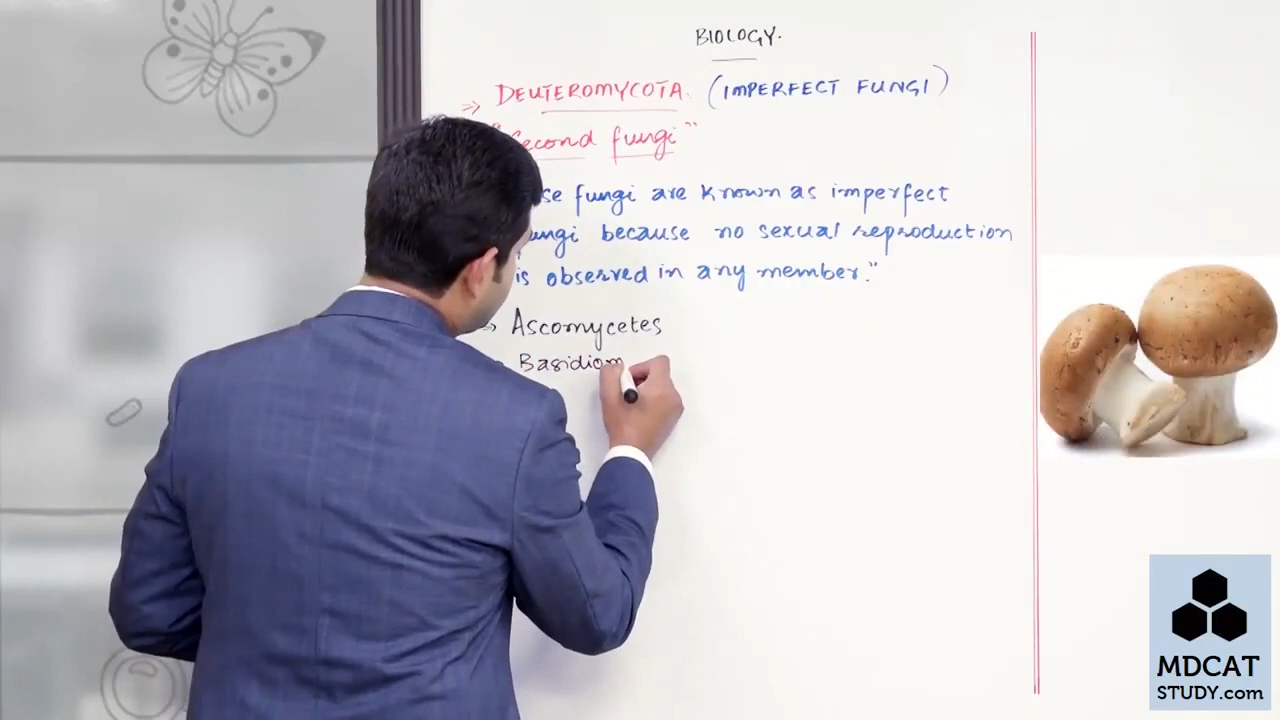 BIOLOGY.
DEUTEROMYCOTA. (IMPERFECT FUNGI)
fungi"
fungi are known as imperfect
because no sexual reproduction
is observed in any member."
Ascomycetes
MDCAT
STUDY.com